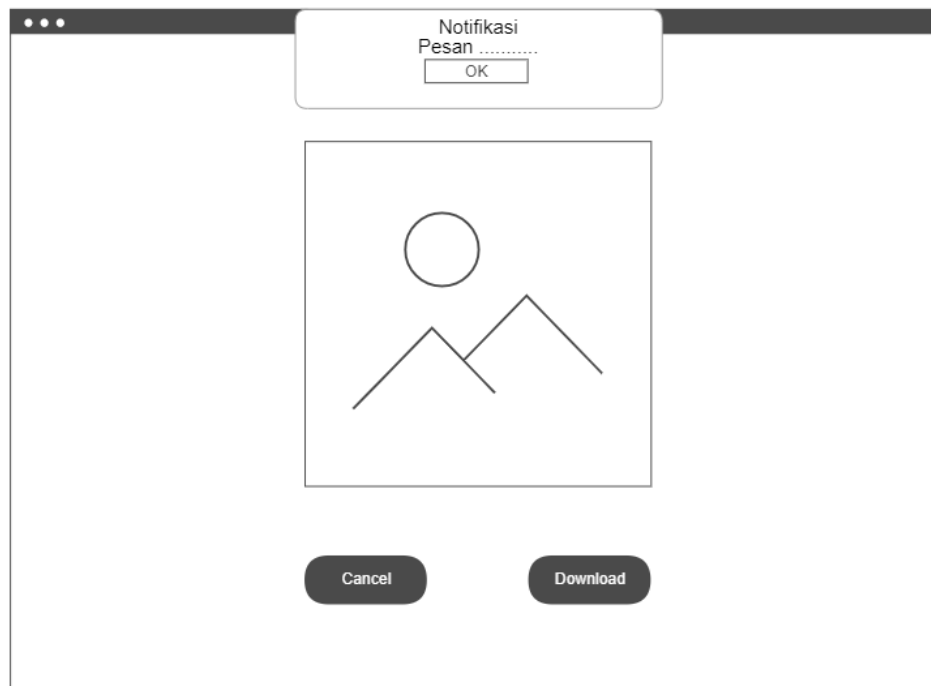 Notifikasi
Pesan ...........
OK
Cancel
Download